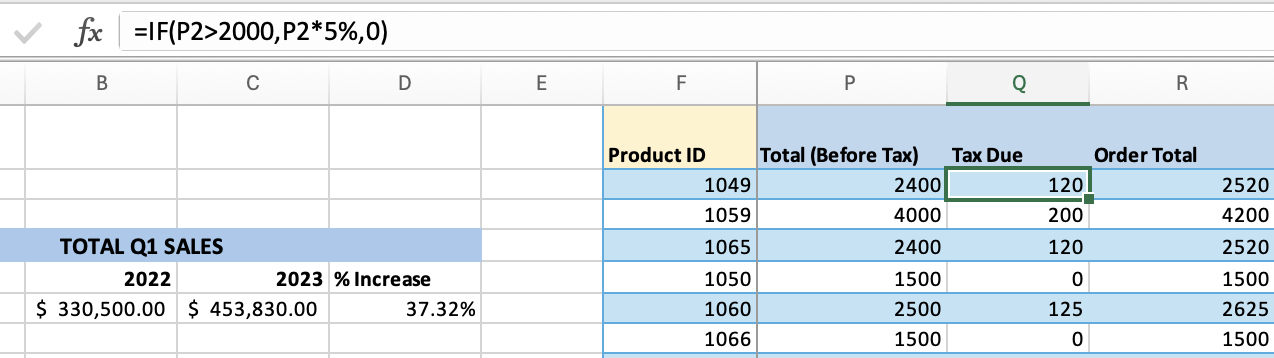 fx =IF(P2>2000,P2*5%,0)
B C D E F P Q R
Product ID Total (Before Tax) Tax Due Order Total
1049 2400 120 2520
1059 4000 200 4200
TOTAL Q1 SALES 1065 2400 120 2520
2022 2023 % Increase 1050 1500 0 1500
$ 330,500.00 $ 453,830.00 37.32% 1060 2500 125 2625
1066 1500 0 1500